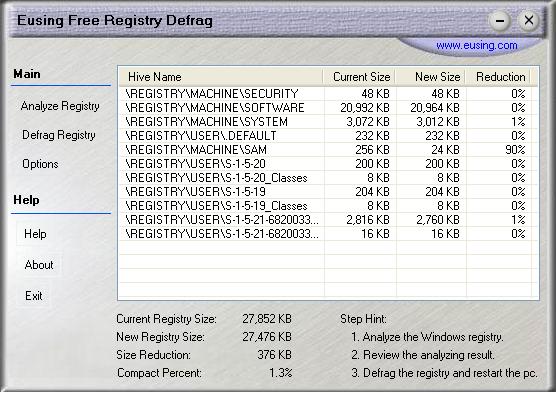 Eusing Free Registry Defrag
www.eusing.com
Main
Analyze Registry
Defrag Registry
Options
Help
Help
About
Exit
Hive Name Current Size New Size Reduction
\REGISTRY\MACHINE\SECURITY 48 KB 48 KB 0%
\REGISTRY\MACHINE\SOFTWARE 20,992 KB 20,964 KB 0%
\REGISTRY\MACHINE\SYSTEM 3,072 KB 3,012 KB 1%
\REGISTRY\USER\.DEFAULT 232 KB 232 KB 0%
\REGISTRY\MACHINE\SAM 256 KB 24 KB 90%
\REGISTRY\USER\S-1-5-20 200 KB 200 KB 0%
\REGISTRY\USER\S-1-5-20_Classes 8 KB 8 KB 0%
\REGISTRY\USER\S-1-5-19 204 KB 204 KB 0%
\REGISTRY\USER\S-1-5-19_Classes 8 KB 8 KB 0%
\REGISTRY\USER\S-1-5-21-6820033... 2,816 KB 2,760 KB 1%
\REGISTRY\USER\S-1-5-21-6820033... 16 KB 16 KB 0%
Current Registry Size: 27,852 KB
New Registry Size: 27,476 KB
Size Reduction: 376 KB
Compact Percent: 1.3%
Step Hint:
1. Analyze the Windows registry.
2. Review the analyzing result.
3. Defrag the registry and restart the pc.